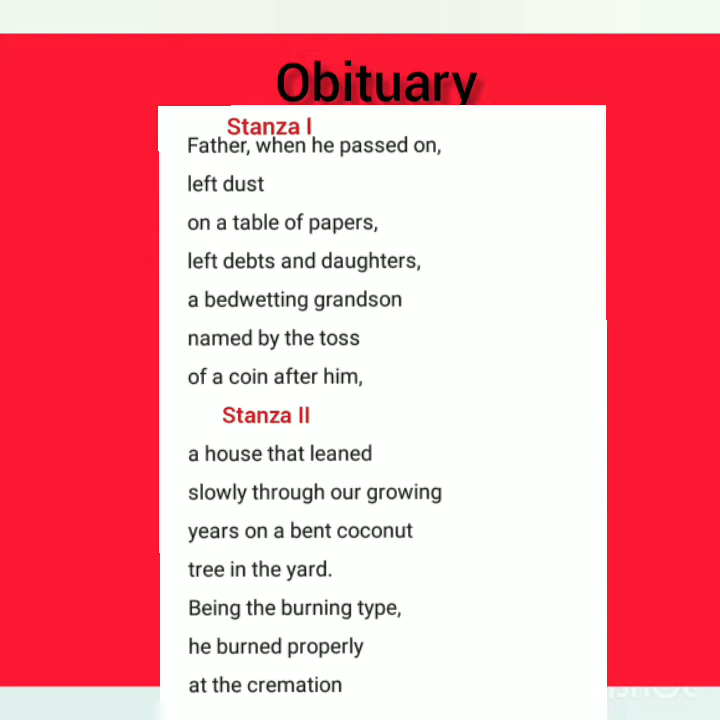 Obituary
Stanza I
Father, when he passed on,
left dust
on a table of papers,
left debts and daughters,
a bedwetting grandson
named by the toss
of a coin after him,
Stanza II
a house that leaned
slowly through our growing
years on a bent coconut
tree in the yard.
Being the burning type,
he burned properly
at the cremation